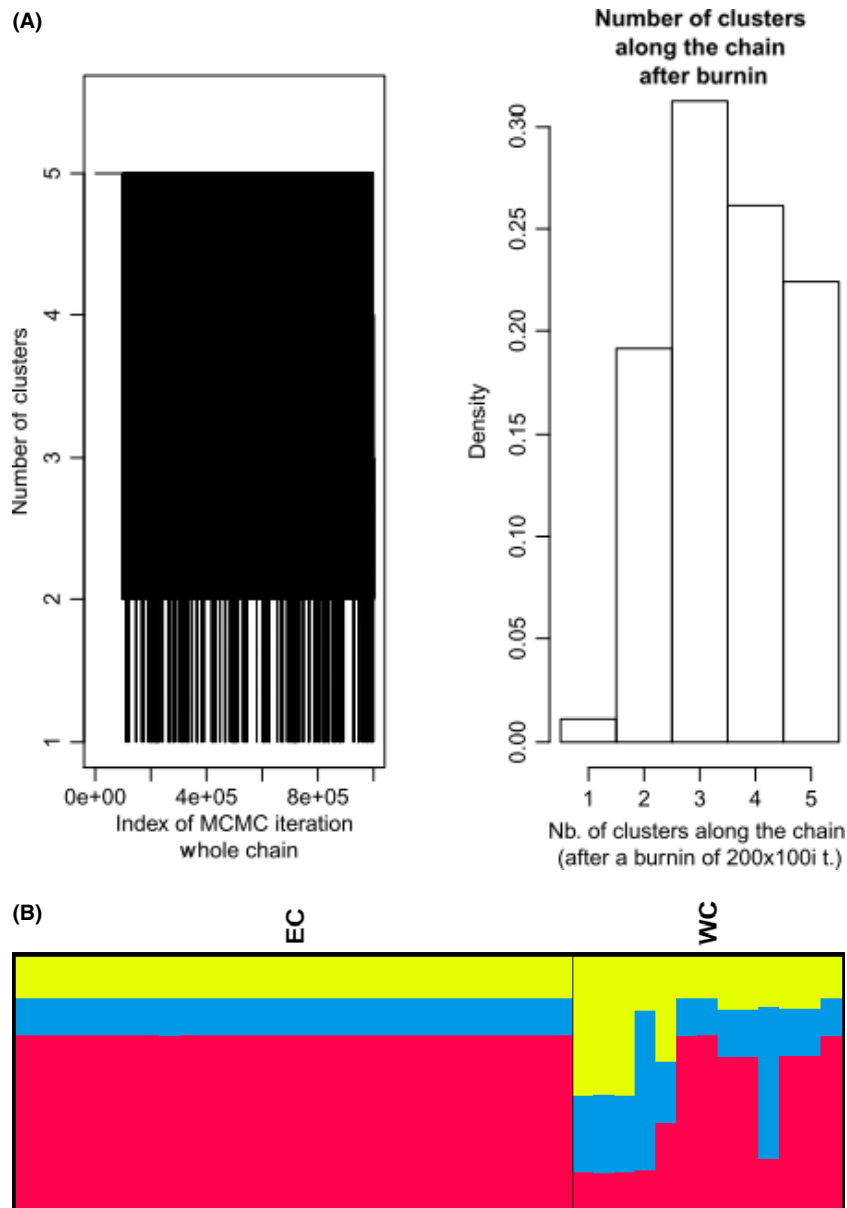 (A)
5
4
3
2
1
Number of clusters
0e+00 4e+05 8e+05
Index of MCMC iteration
whole chain
Number of clusters
along the chain
after burnin
0.30
0.25
0.20
0.15
0.10
0.05
0.00
Density
1 2 3 4 5
Nb. of clusters along the chain
(after a burnin of 200x100i t.)
(B)
EC
WC